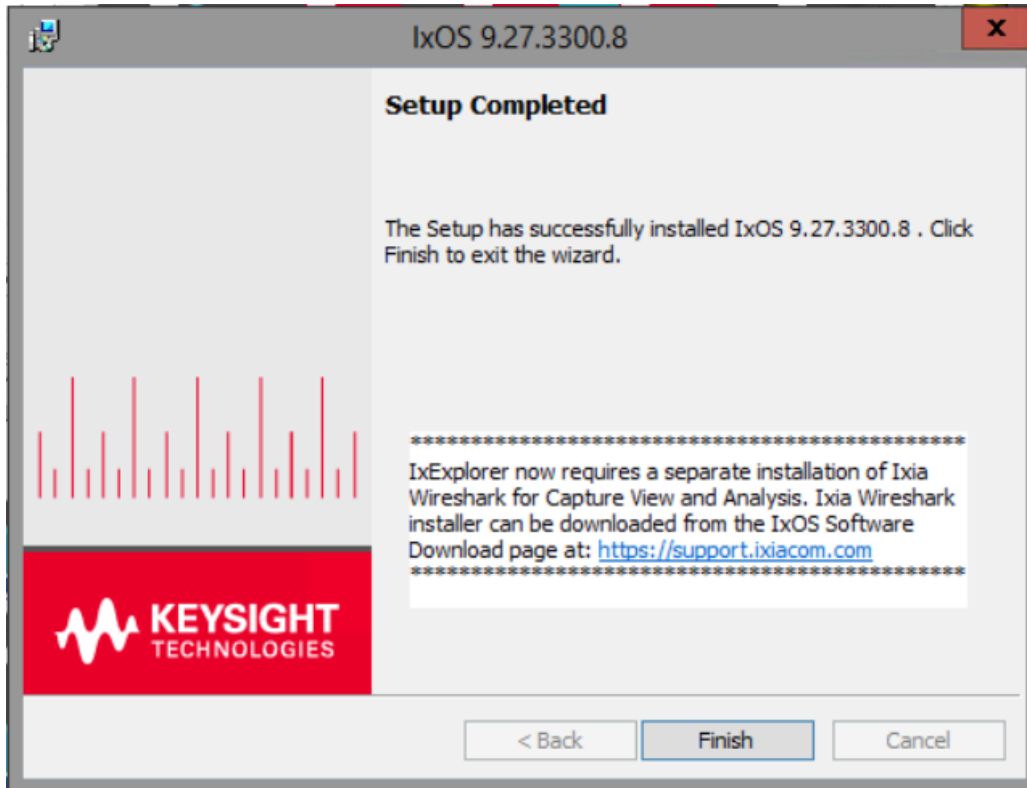 IxOS 9.27.3300.8
x
Setup Completed
The Setup has successfully installed IxOS 9.27.3300.8 . Click
Finish to exit the wizard.
**********************************************
IxExplorer now requires a separate installation of Ixia
Wireshark for Capture View and Analysis. Ixia Wireshark
installer can be downloaded from the IxOS Software
Download page at: https://support.ixiacom.com
**********************************************
KEYSIGHT
TECHNOLOGIES
< Back
Finish
Cancel